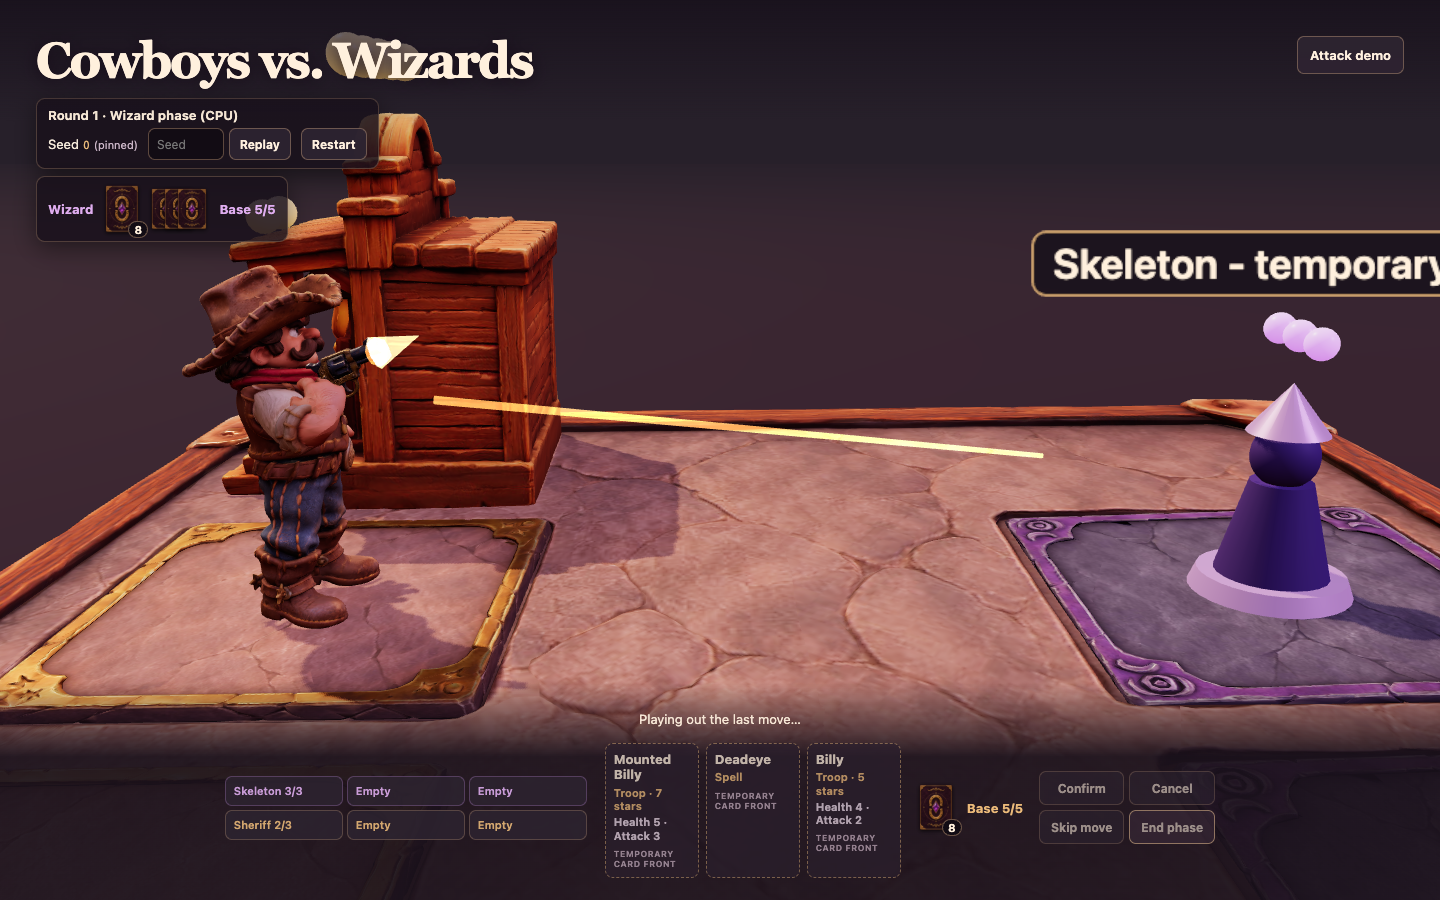 Cowboys vs. Wizards
Attack demo
Round 1 · Wizard phase (CPU)
Seed 0 (pinned) Seed Replay Restart
Wizard 8 Base 5/5
Skeleton - temporary
Playing out the last move...
Skeleton 3/3 Empty Empty
Sheriff 2/3 Empty Empty
Mounted
Billy
Troop · 7
stars
Health 5 ·
Attack 3
TEMPORARY
CARD FRONT
Deadeye
Spell
TEMPORARY
CARD FRONT
Billy
Troop · 5
stars
Health 4 ·
Attack 2
TEMPORARY
CARD FRONT
8 Base 5/5
Confirm Cancel
Skip move End phase